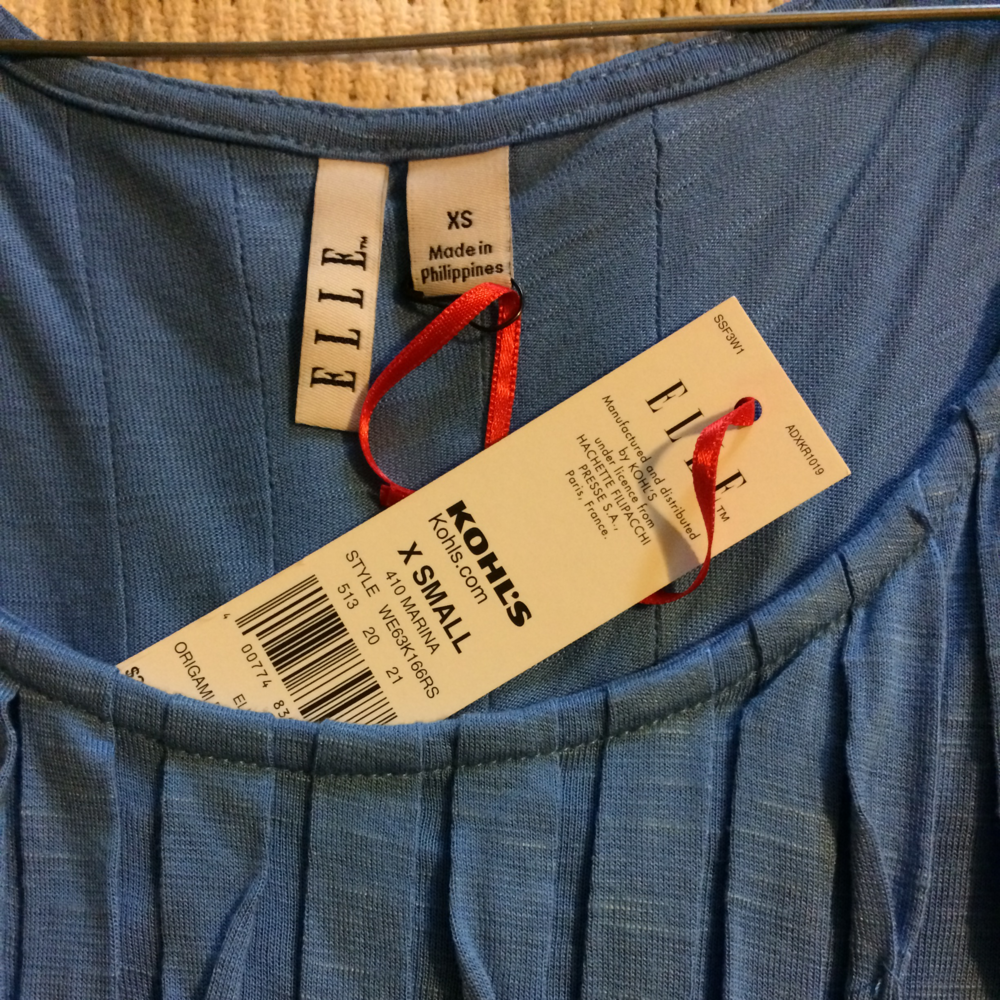 ELLE™
XS
Made in
Philippines
SSF3W1
ADXKR1019
ELLE™
Manufactured and distributed
by KOHL'S
under licence from
HACHETTE FILIPACCHI
PRESSE S.A.,
Paris, France.
KOHL'S
Kohls.com
X SMALL
410 MARINA
STYLE WE63K166RS
513 20 21
4 00774 83
ORIGAMI